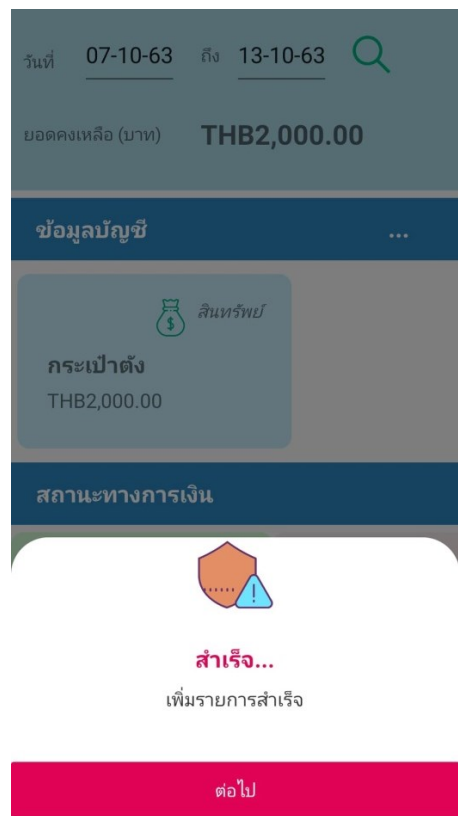 วันที่ 07-10-63 ถึง 13-10-63
ยอดคงเหลือ (บาท) THB2,000.00
ข้อมูลบัญชี ...
สินทรัพย์
กระเป๋าตัง
THB2,000.00
สถานะทางการเงิน
สำเร็จ...
เพิ่มรายการสำเร็จ
ต่อไป